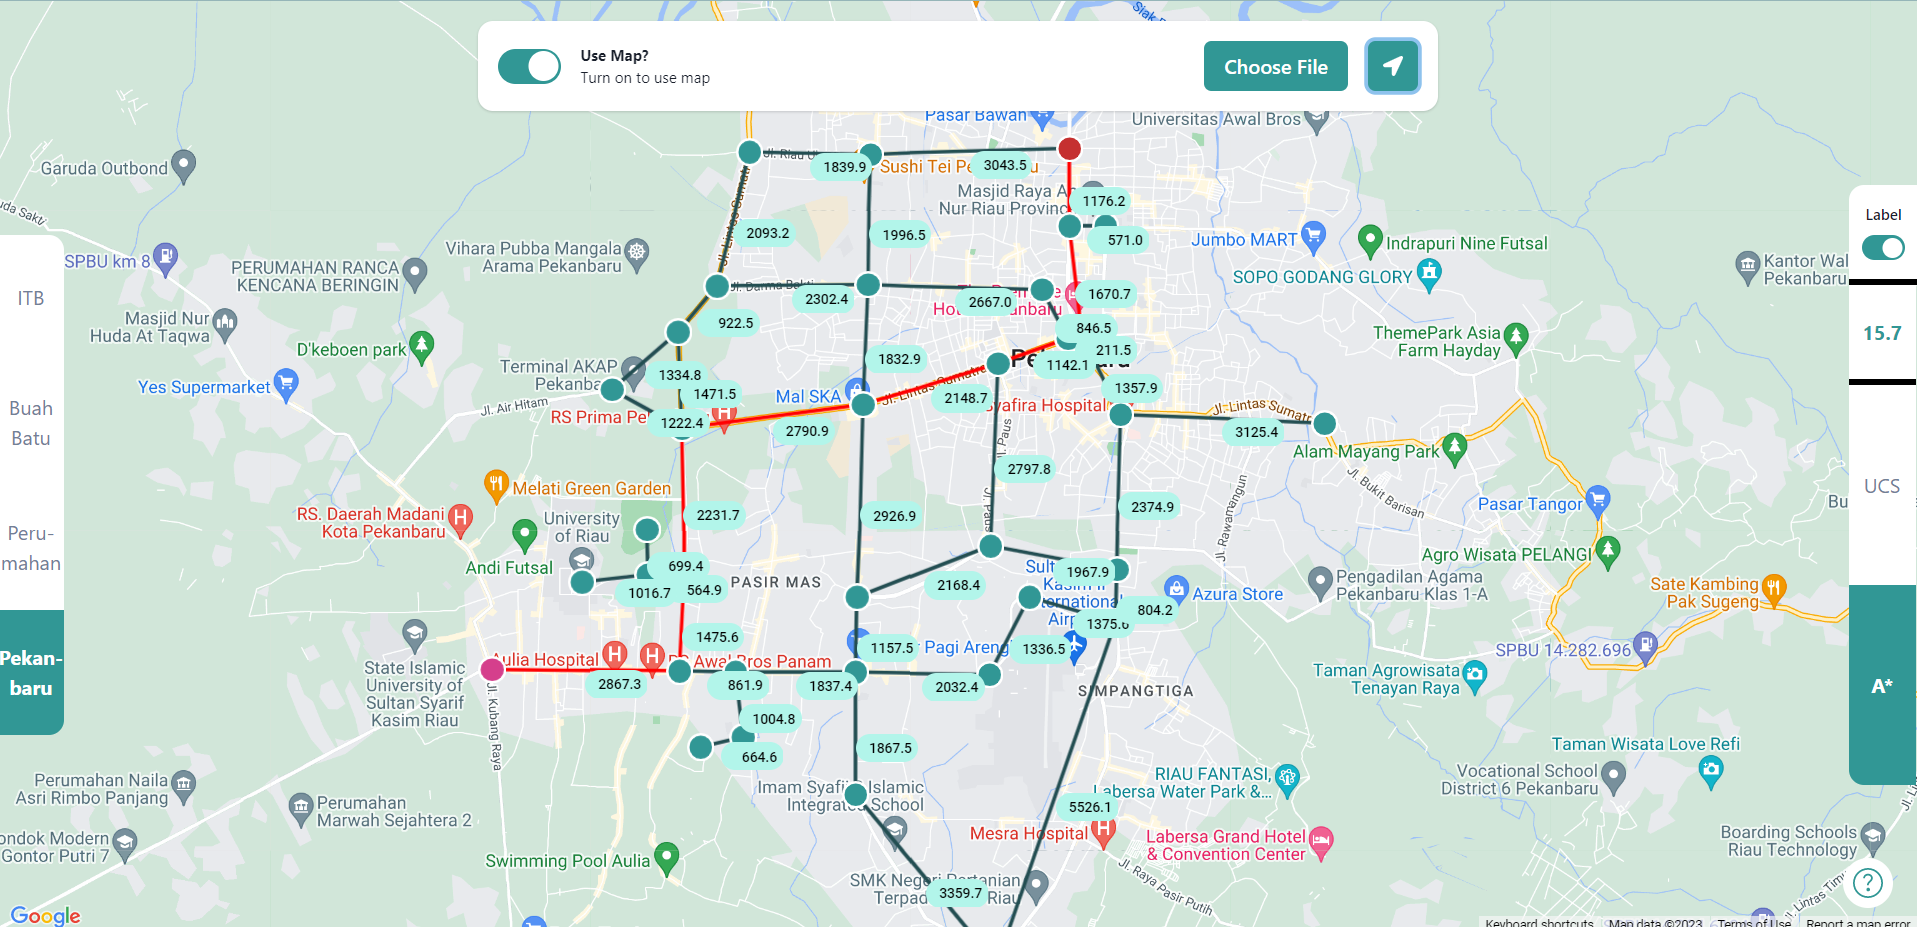 Siak
Use Map?
Turn on to use map
Choose File
Pasar Bawah
Universitas Awal Bros
Garuda Outbond
Jl. Riau U
1839.9
Sushi Tei Pe
3043.5
Masjid Raya An
Nur Riau Provinc
1176.2
571.0
Label
Jl. Lintas Sumatr
2093.2
1996.5
Jumbo MART
Indrapuri Nine Futsal
SPBU km 8
Vihara Pubba Mangala
Arama Pekanbaru
PERUMAHAN RANCA
KENCANA BERINGIN
SOPO GODANG GLORY
Kantor Wal
Pekanbaru
ITB
Jl. Darma Bakti
2302.4
2667.0
1670.7
Masjid Nur
Huda At Taqwa
922.5
846.5
ThemePark Asia
Farm Hayday
15.7
D'keboen park
1832.9
211.5
1142.1
Terminal AKAP
Pekanba
1334.8
1471.5
1357.9
Yes Supermarket
Mal SKA
Jl. Lintas Sumatre
2148.7
Syafira Hospital
Jl. Lintas Sumatr
Jl. Air Hitam
RS Prima Pe
1222.4
2790.9
3125.4
Buah
Batu
Alam Mayang Park
Jl. Paus
2797.8
Jl. Bukit Barisan
Melati Green Garden
UCS
Pasar Tangor
RS. Daerah Madani
Kota Pekanbaru
University
of Riau
2231.7
2926.9
Jl. Paus
2374.9
Jl. Rawamangun
Bu
Peru-
mahan
Andi Futsal
699.4
1016.7
564.9
PASIR MAS
2168.4
1967.9
804.2
1375.6
Azura Store
Agro Wisata PELANGI
Pengadilan Agama
Pekanbaru Klas 1-A
Sate Kambing
Pak Sugeng
1475.6
1157.5
1336.5
SPBU 14.282.696
Pekan-
baru
State Islamic
University of
Sultan Syarif
Kasim Riau
Aulia Hospital
Awal Bros Panam
2867.3
861.9
1837.4
2032.4
Taman Agrowisata
Tenayan Raya
A*
SIMPANGTIGA
Jl. Kubang Raya
1004.8
664.6
1867.5
Taman Wisata Love Refi
Perumahan Naila
Asri Rimbo Panjang
Perumahan
Marwah Sejahtera 2
Imam Syafi Islamic
Integrate School
5526.1
RIAU FANTASI,
Labersa Water Park &...
Vocational School
District 6 Pekanbaru
ondok Modern
Gontor Putri 7
Mesra Hospital
Labersa Grand Hotel
& Convention Center
Boarding Schools
Riau Technology
Swimming Pool Aulia
SMK Neg
Terpad
Riau
3359.7
Jl. Raya Pasir Putih
Jl. Lintas Timu
Google
Keyboard shortcuts
Map data ©2023
Terms of Use
Report a map error